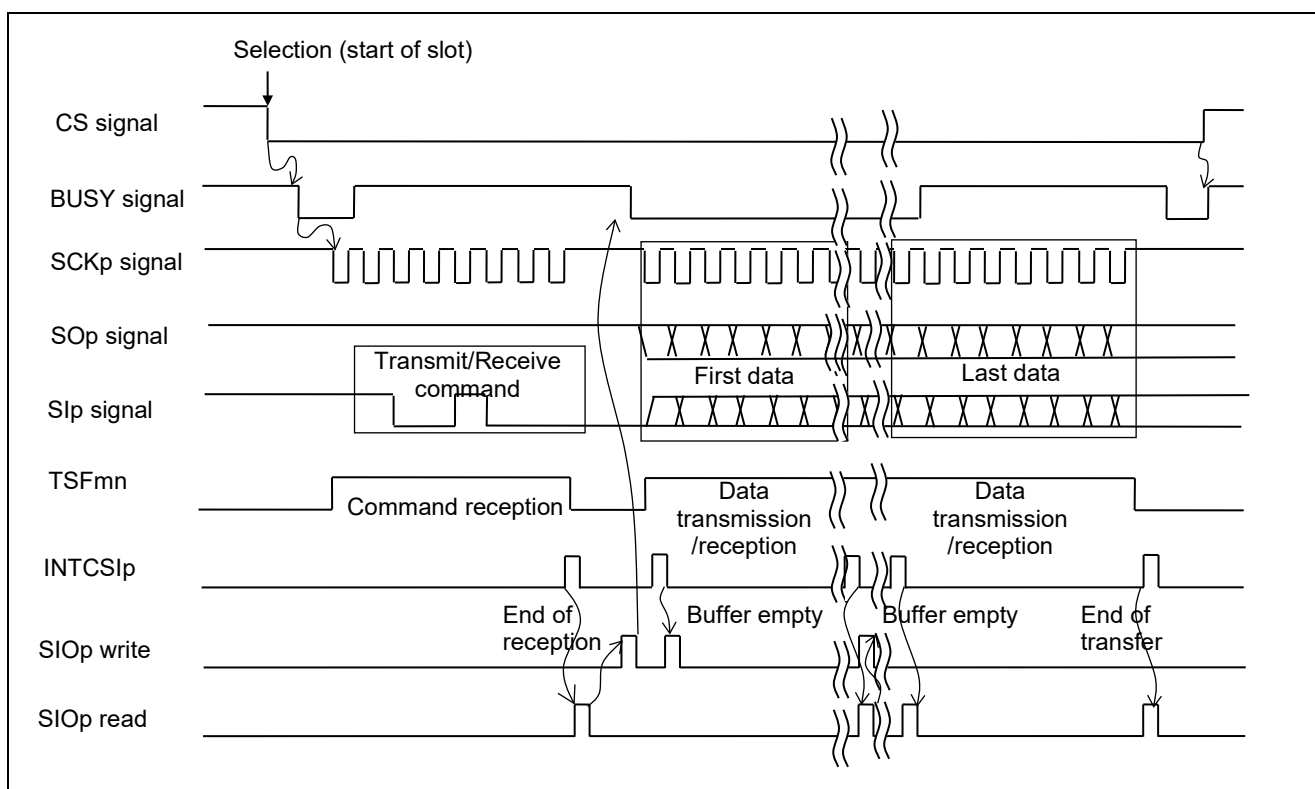 Selection (start of slot)
CS signal
BUSY signal
SCKp signal
SOp signal
Transmit/Receive
command
First data
Last data
SIp signal
TSFmn
Command reception
Data
transmission
/reception
Data
transmission
/reception
INTCSIp
End of
reception
Buffer empty
Buffer empty
End of
transfer
SIOp write
SIOp read